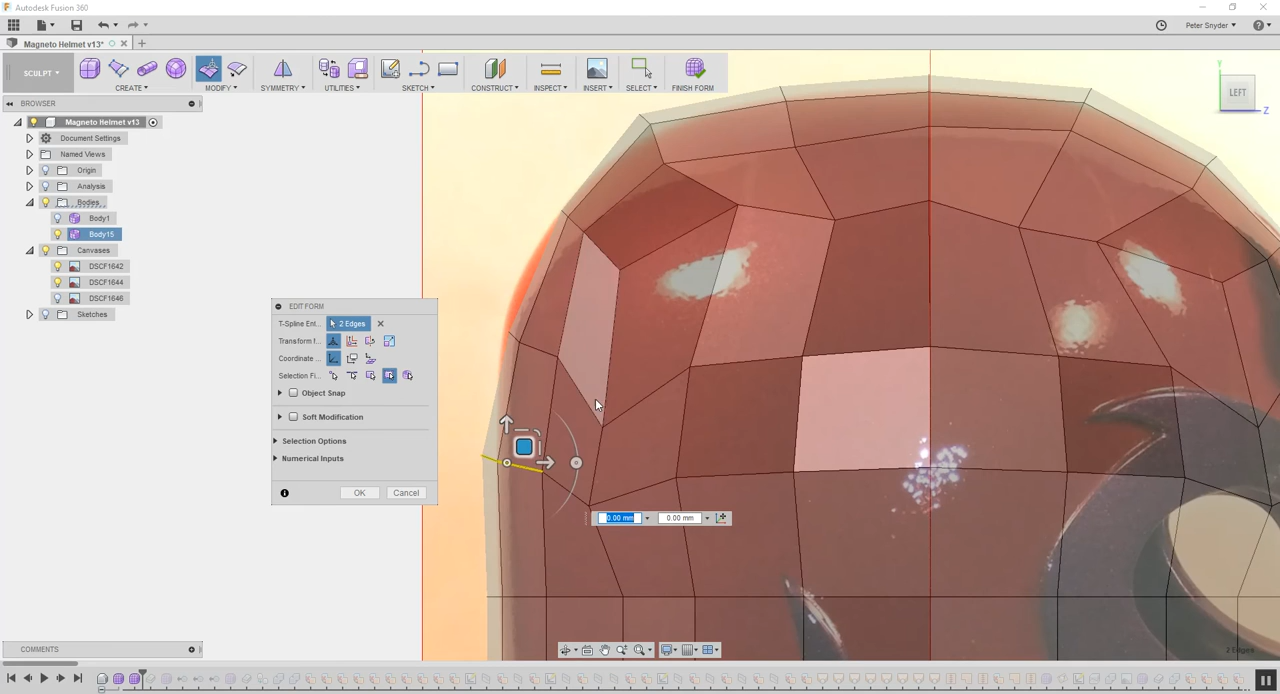 Autodesk Fusion 360
Peter Snyder
Magneto Helmet v13*
SCULPT
CREATE
MODIFY
SYMMETRY
UTILITIES
SKETCH
CONSTRUCT
INSPECT
INSERT
SELECT
FINISH FORM
Y
LEFT
Z
BROWSER
Magneto Helmet v13
Document Settings
Named Views
Origin
Analysis
Bodies
Body1
Body15
Canvases
DSCF1642
DSCF1644
DSCF1646
Sketches
EDIT FORM
T-Spline Ent... 2 Edges
Transform f...
Coordinate ...
Selection Fi...
Object Snap
Soft Modification
Selection Options
Numerical Inputs
OK Cancel
0.00 mm 0.00 mm
COMMENTS
2 Edges